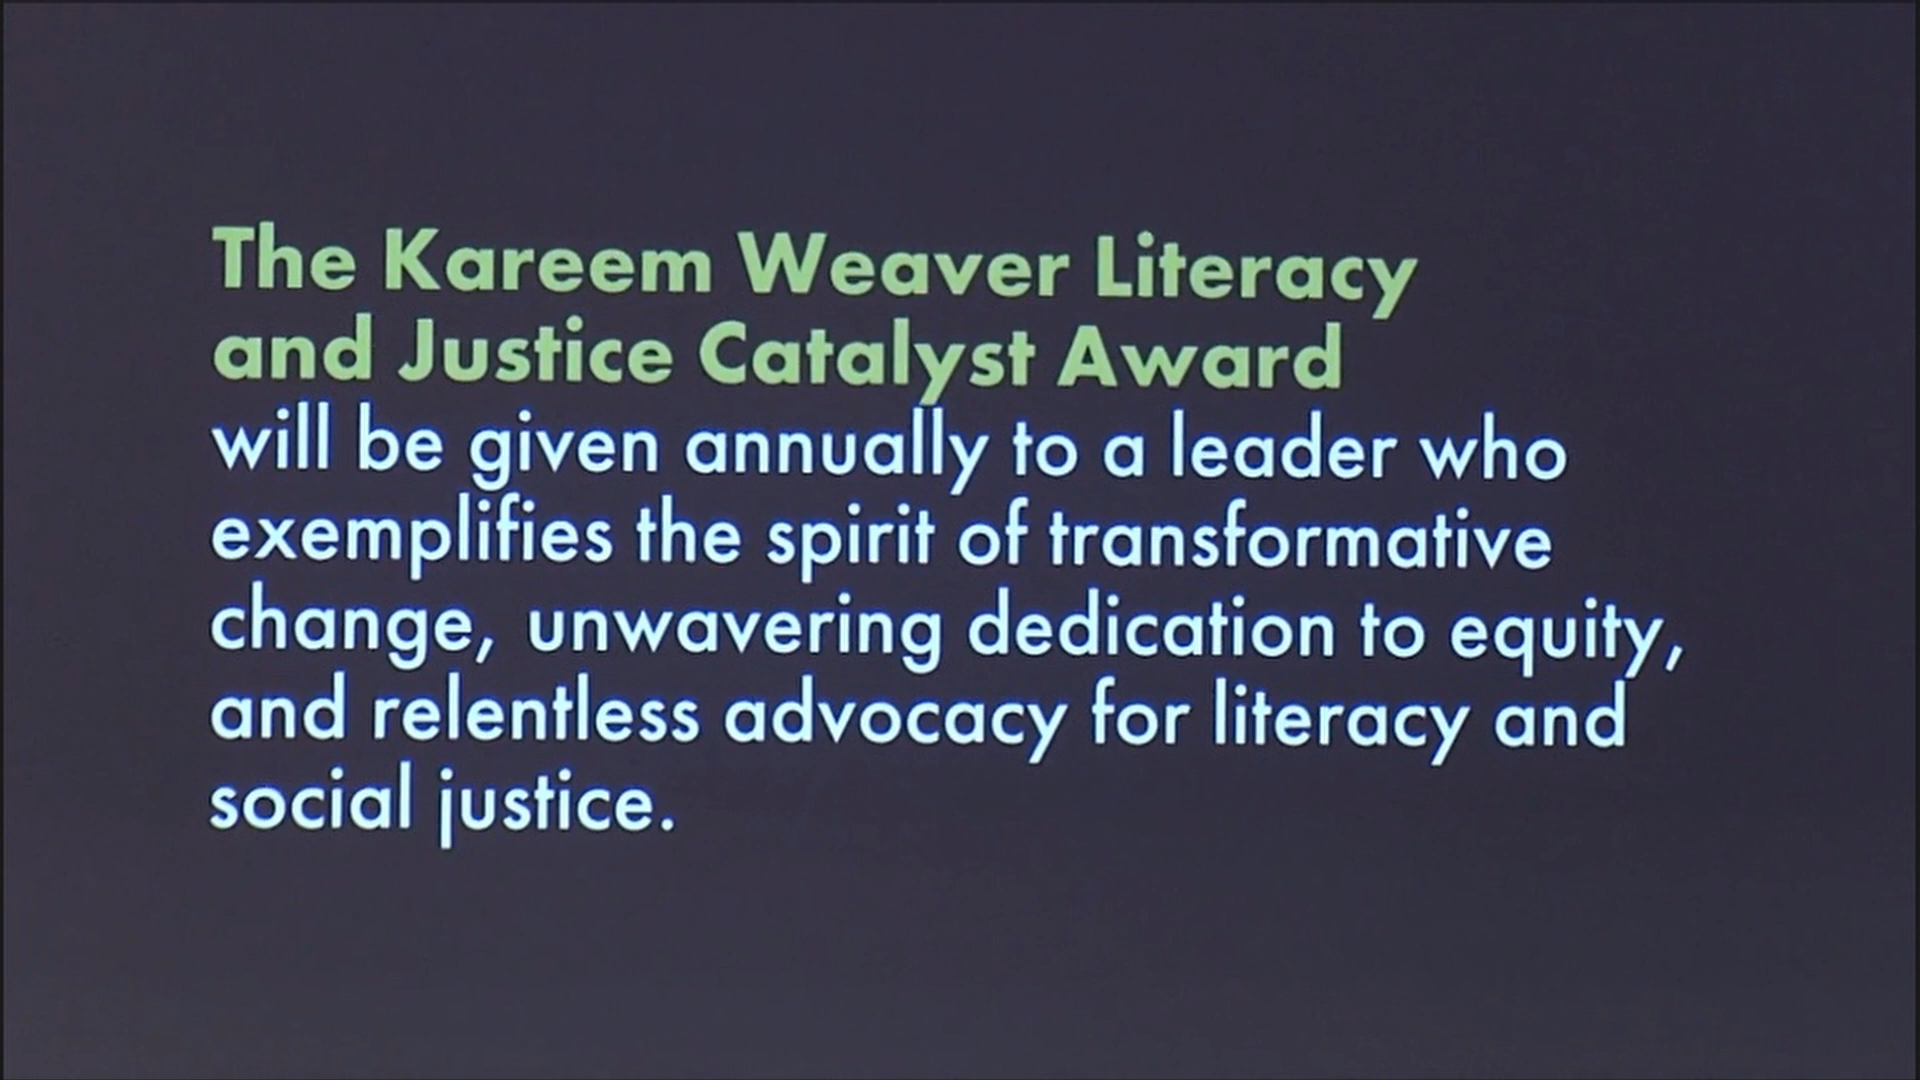 The Kareem Weaver Literacy
and Justice Catalyst Award
will be given annually to a leader who
exemplifies the spirit of transformative
change, unwavering dedication to equity,
and relentless advocacy for literacy and
social justice.